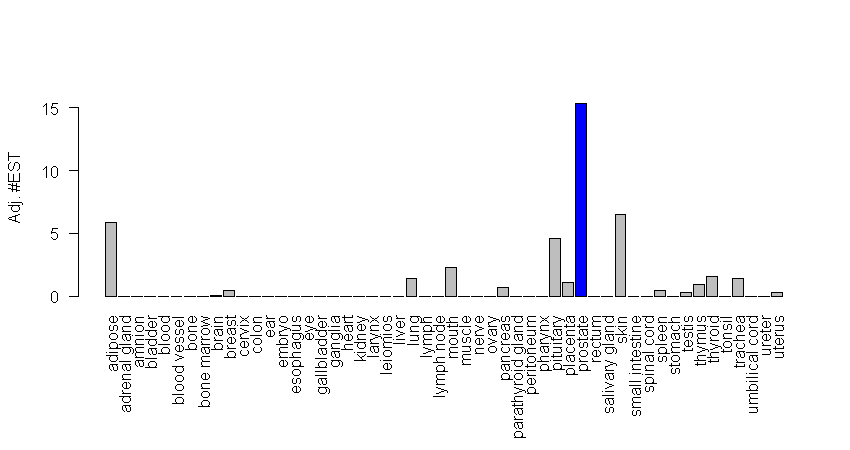 Adj. #EST
15
10
5
0
adipose
adrenal gland
amnion
bladder
blood
blood vessel
bone
bone marrow
brain
breast
cervix
colon
ear
embryo
esophagus
eye
gallbladder
ganglia
heart
kidney
larynx
leiomios
liver
lung
lymph
lymph node
mouth
muscle
nerve
ovary
pancreas
parathyroid gland
peritoneum
pharynx
pituitary
placenta
prostate
rectum
salivary gland
skin
small intestine
spinal cord
spleen
stomach
testis
thymus
thyroid
tonsil
trachea
umbilical cord
ureter
uterus